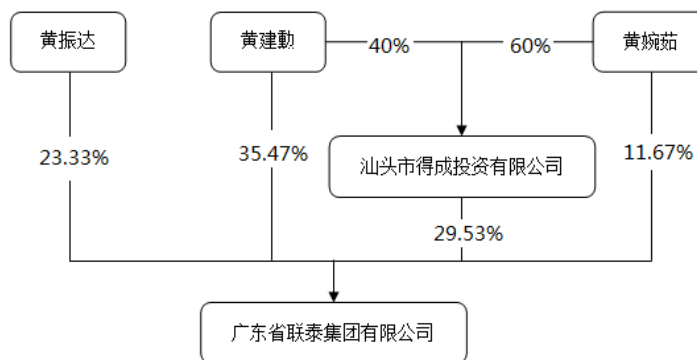 黄振达
黄建勳
40%
60%
黄婉茹
23.33%
35.47%
汕头市得成投资有限公司
11.67%
29.53%
广东省联泰集团有限公司